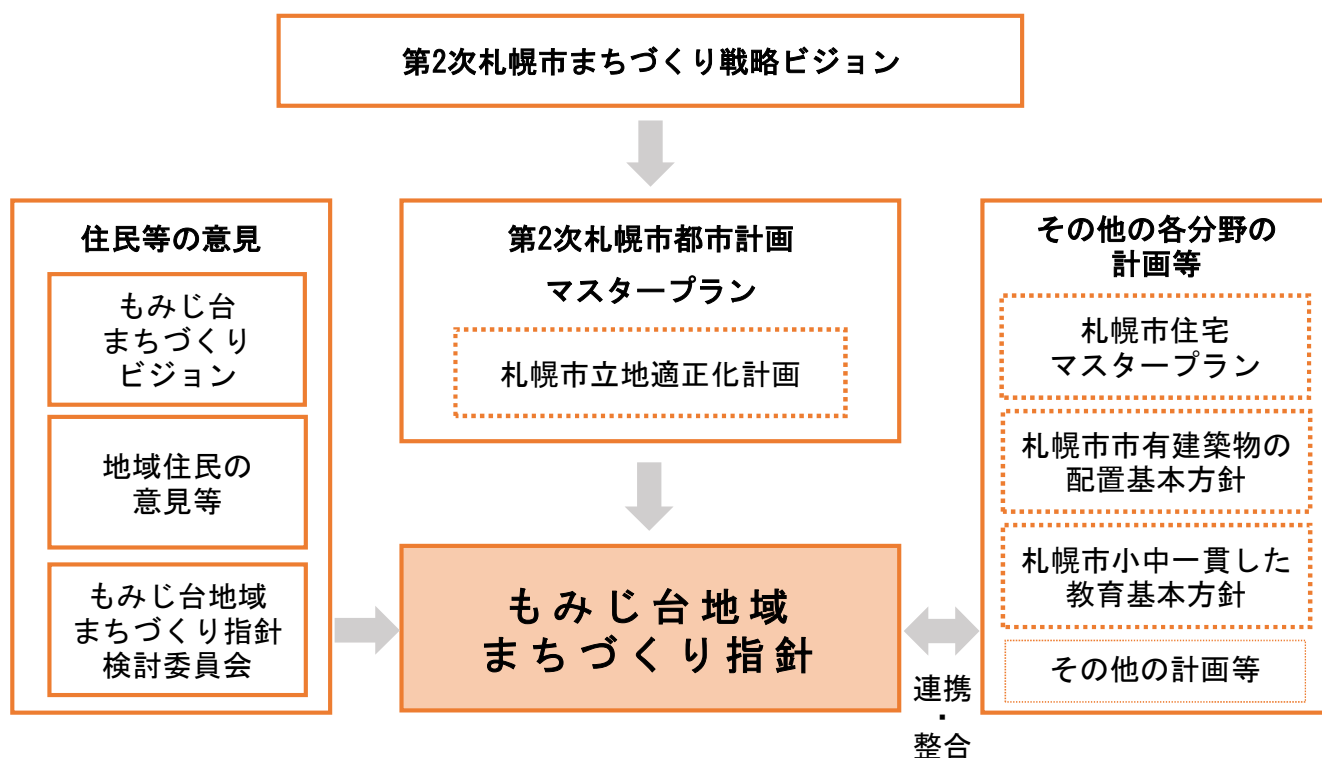 第2次札幌市まちづくり戦略ビジョン
住民等の意見
もみじ台
まちづくり
ビジョン
地域住民の
意見等
もみじ台地域
まちづくり指針
検討委員会
第2次札幌市都市計画
マスタープラン
札幌市立地適正化計画
もみじ台地域
まちづくり指針
連携
・
整合
その他の各分野の
計画等
札幌市住宅
マスタープラン
札幌市市有建築物の
配置基本方針
札幌市小中一貫した
教育基本方針
その他の計画等